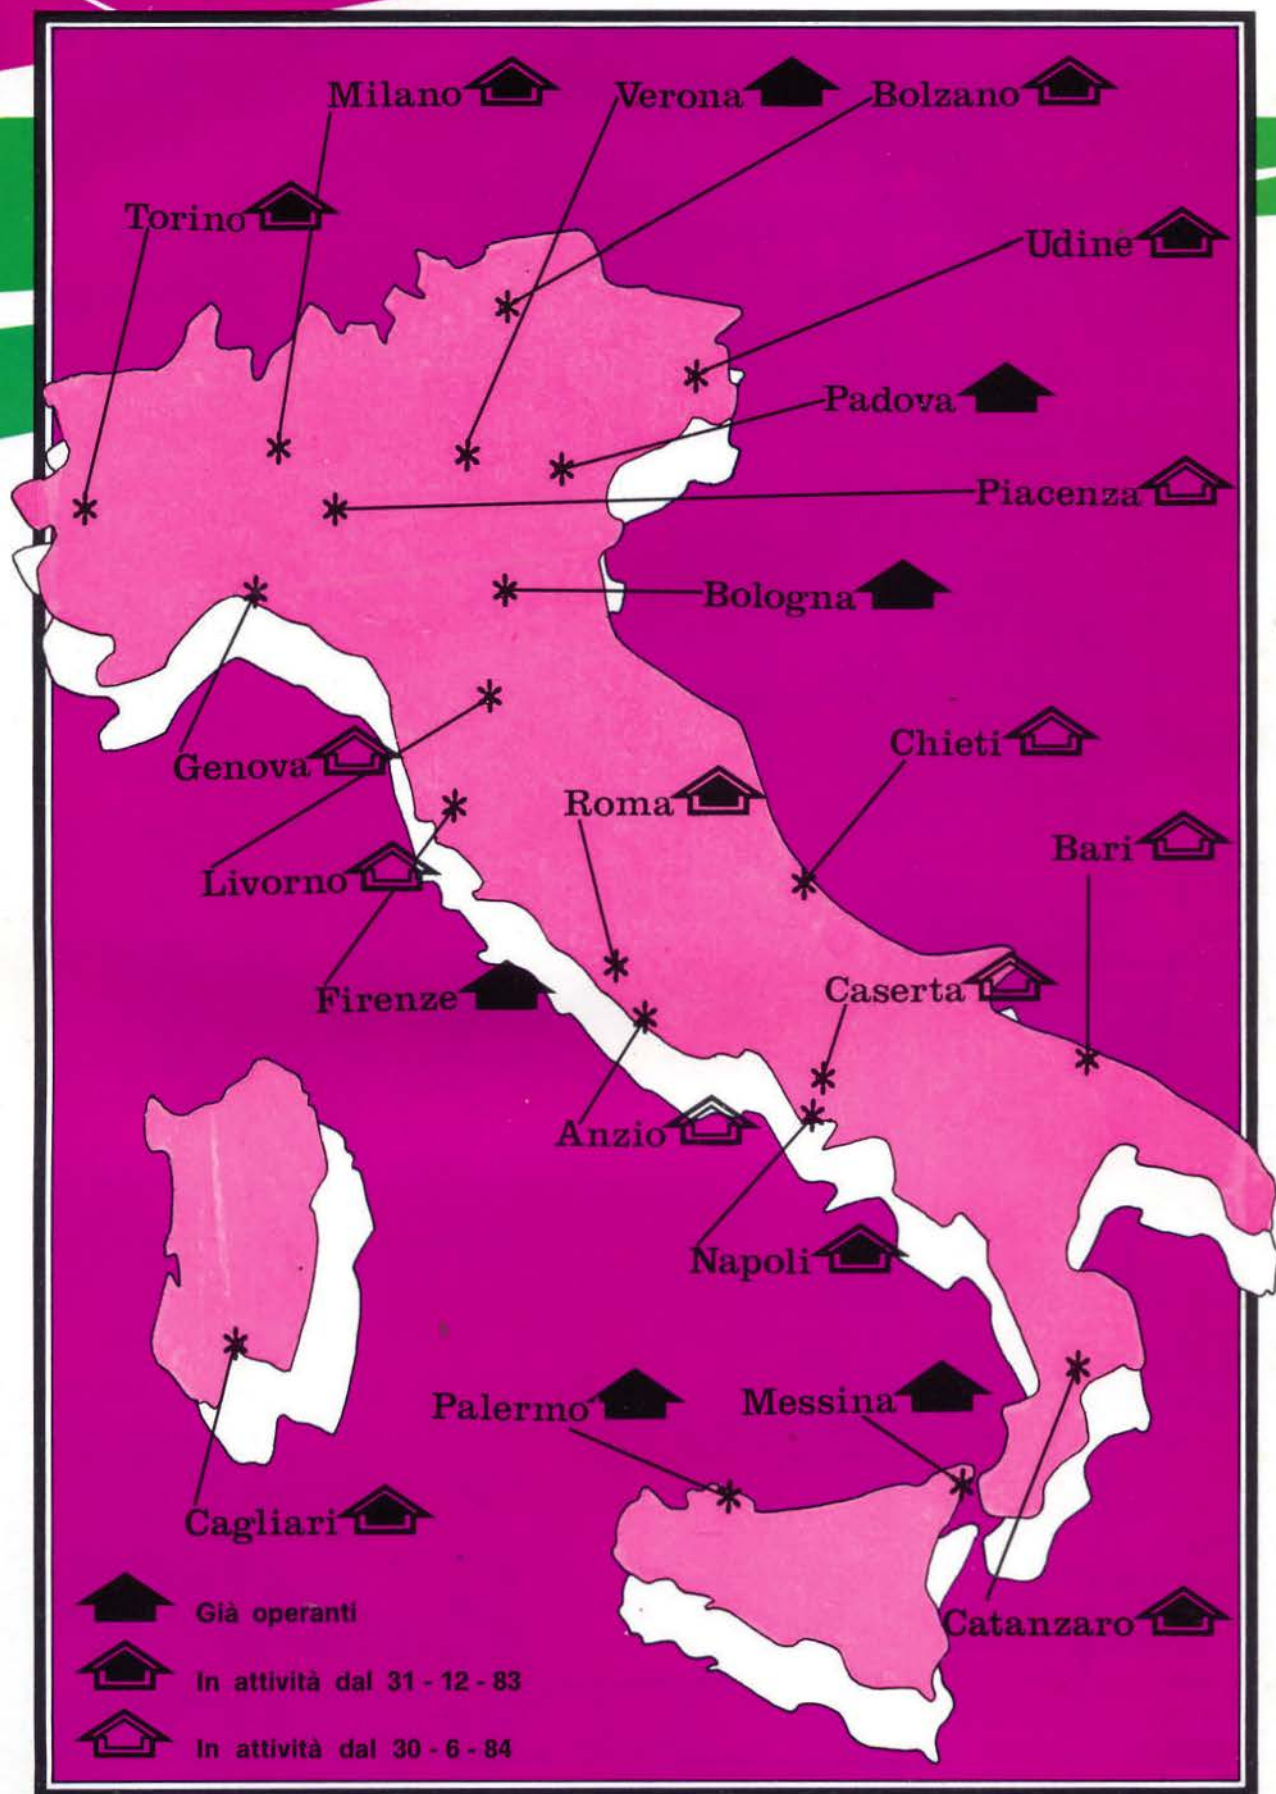 Milano
Verona
Bolzano
Torino
Udine
Padova
Piacenza
Bologna
Genova
Chieti
Roma
Bari
Livorno
Firenze
Caserta
Anzio
Napoli
Palermo
Messina
Cagliari
Catanzaro
Già operanti
In attività dal 31 - 12 - 83
In attività dal 30 - 6 - 84